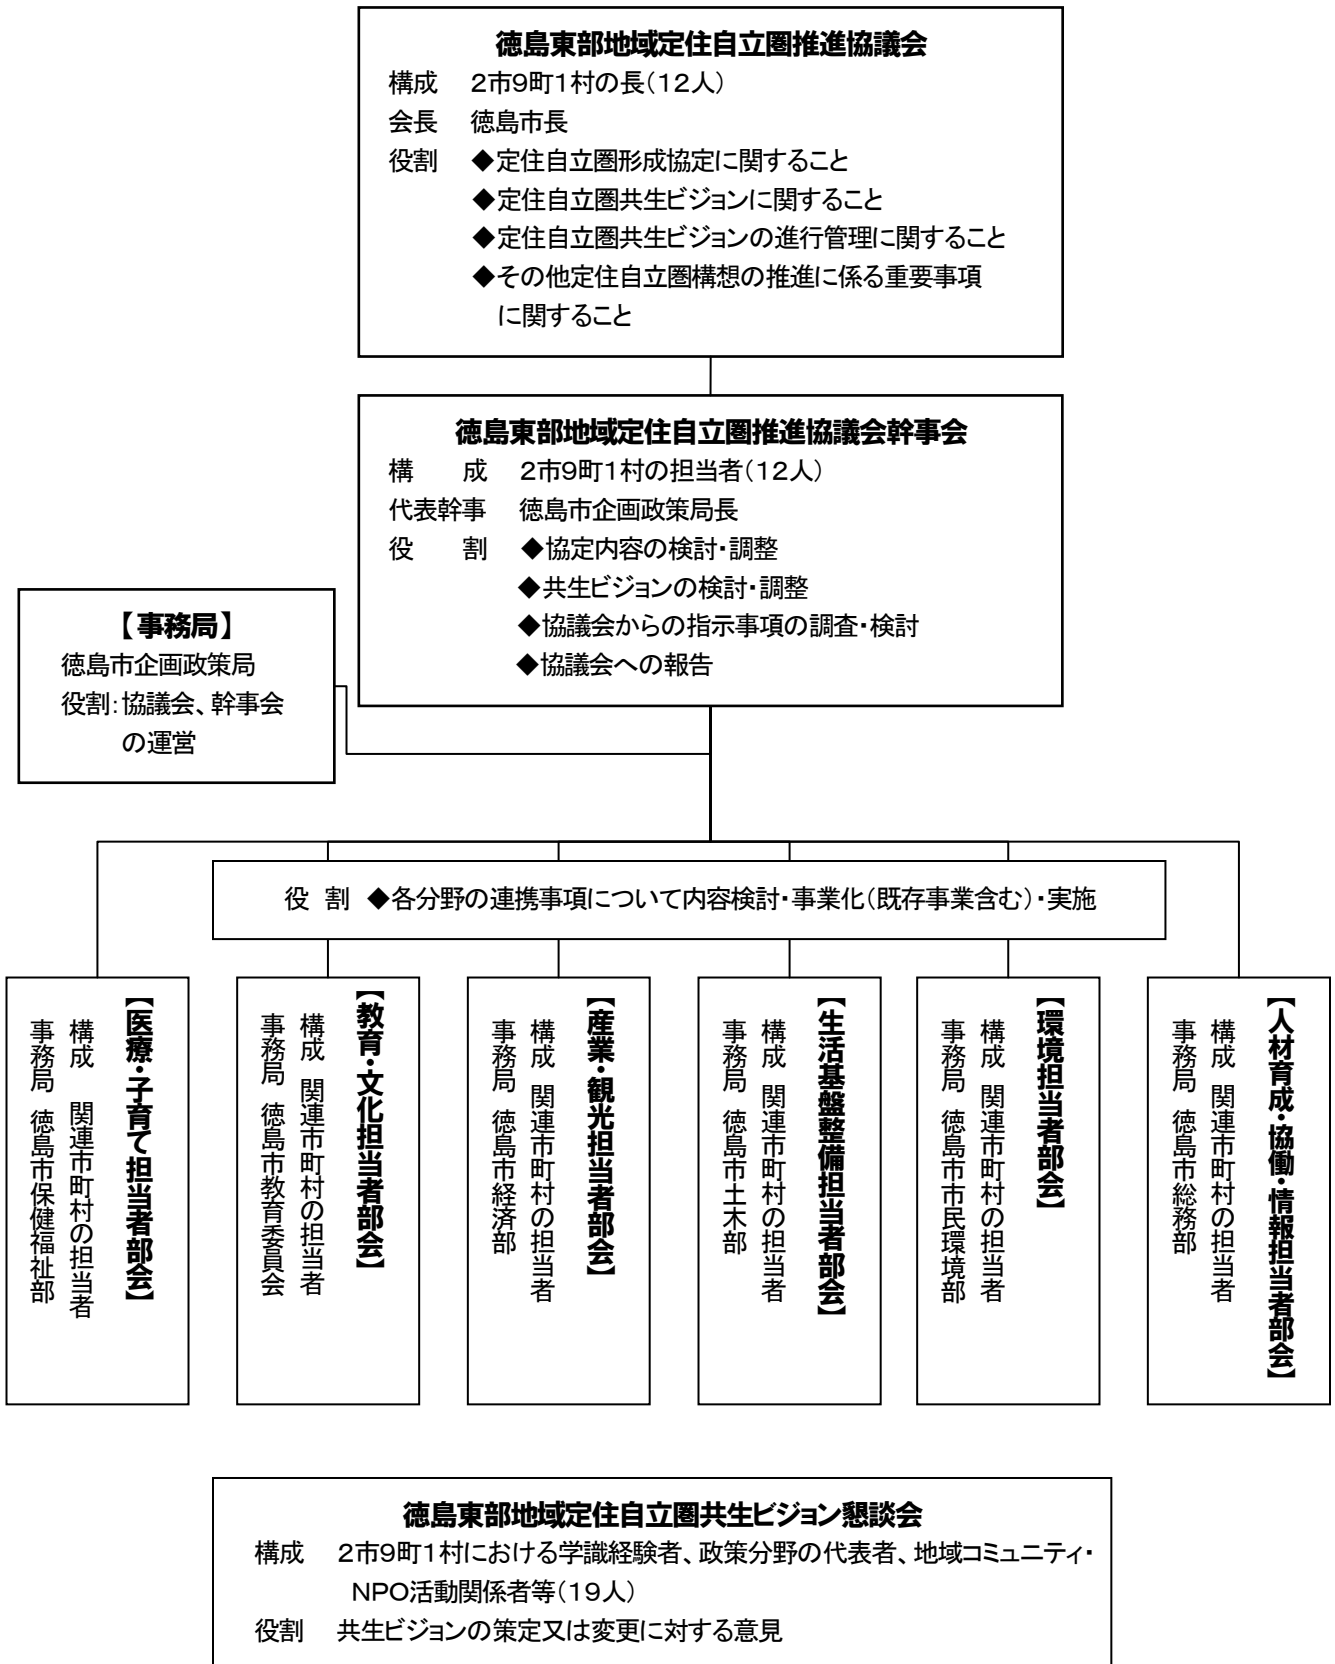 徳島東部地域定住自立圏推進協議会
構成 2市9町1村の長(12人)
会長 徳島市長
役割 ◆定住自立圏形成協定に関すること
◆定住自立圏共生ビジョンに関すること
◆定住自立圏共生ビジョンの進行管理に関すること
◆その他定住自立圏構想の推進に係る重要事項
に関すること
徳島東部地域定住自立圏推進協議会幹事会
構 成 2市9町1村の担当者(12人)
代表幹事 徳島市企画政策局長
役 割 ◆協定内容の検討・調整
◆共生ビジョンの検討・調整
◆協議会からの指示事項の調査・検討
◆協議会への報告
【事務局】
徳島市企画政策局
役割:協議会、幹事会
の運営
役 割 ◆各分野の連携事項について内容検討・事業化(既存事業含む)・実施
【医療・子育て担当者部会】
構成 関連市町村の担当者
事務局 徳島市保健福祉部
【教育・文化担当者部会】
構成 関連市町村の担当者
事務局 徳島市教育委員会
【産業・観光担当者部会】
構成 関連市町村の担当者
事務局 徳島市経済部
【生活基盤整備担当者部会】
構成 関連市町村の担当者
事務局 徳島市土木部
【環境担当者部会】
構成 関連市町村の担当者
事務局 徳島市市民環境部
【人材育成・協働・情報担当者部会】
構成 関連市町村の担当者
事務局 徳島市総務部
徳島東部地域定住自立圏共生ビジョン懇談会
構成 2市9町1村における学識経験者、政策分野の代表者、地域コミュニティ・
NPO活動関係者等(19人)
役割 共生ビジョンの策定又は変更に対する意見